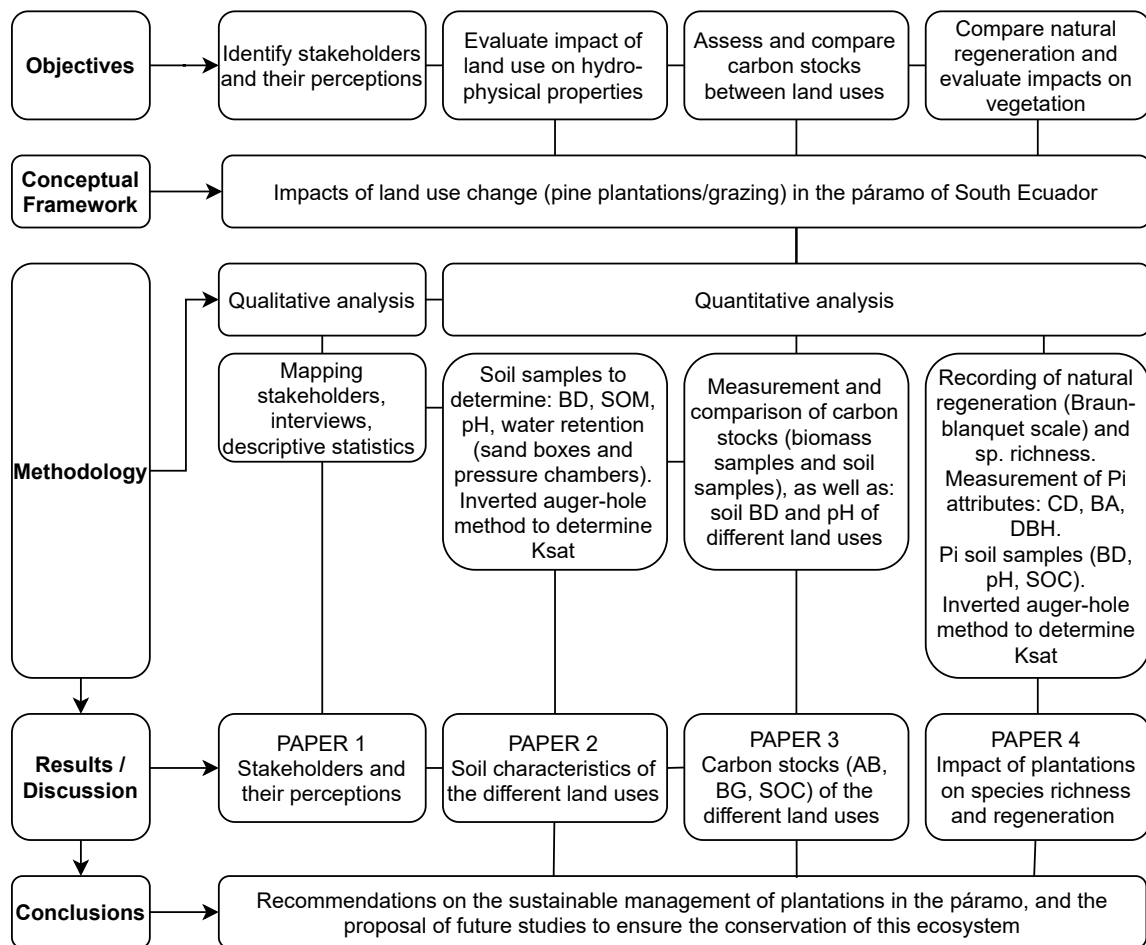 Objectives
Identify stakeholders
and their perceptions
Evaluate impact of
land use on hydro-
physical properties
Assess and compare
carbon stocks
between land uses
Compare natural
regeneration and
evaluate impacts on
vegetation
Conceptual
Framework
Impacts of land use change (pine plantations/grazing) in the páramo of South Ecuador
Methodology
Qualitative analysis
Quantitative analysis
Mapping
stakeholders,
interviews,
descriptive statistics
Soil samples to
determine: BD, SOM,
pH, water retention
(sand boxes and
pressure chambers).
Inverted auger-hole
method to determine
Ksat
Measurement and
comparison of carbon
stocks (biomass
samples and soil
samples), as well as:
soil BD and pH of
different land uses
Recording of natural
regeneration (Braun-
blanquet scale) and
sp. richness.
Measurement of Pi
attributes: CD, BA,
DBH.
Pi soil samples (BD,
pH, SOC).
Inverted auger-hole
method to determine
Ksat
Results /
Discussion
PAPER 1
Stakeholders and
their perceptions
PAPER 2
Soil characteristics of
the different land uses
PAPER 3
Carbon stocks (AB,
BG, SOC) of the
different land uses
PAPER 4
Impact of plantations
on species richness
and regeneration
Conclusions
Recommendations on the sustainable management of plantations in the páramo, and the
proposal of future studies to ensure the conservation of this ecosystem